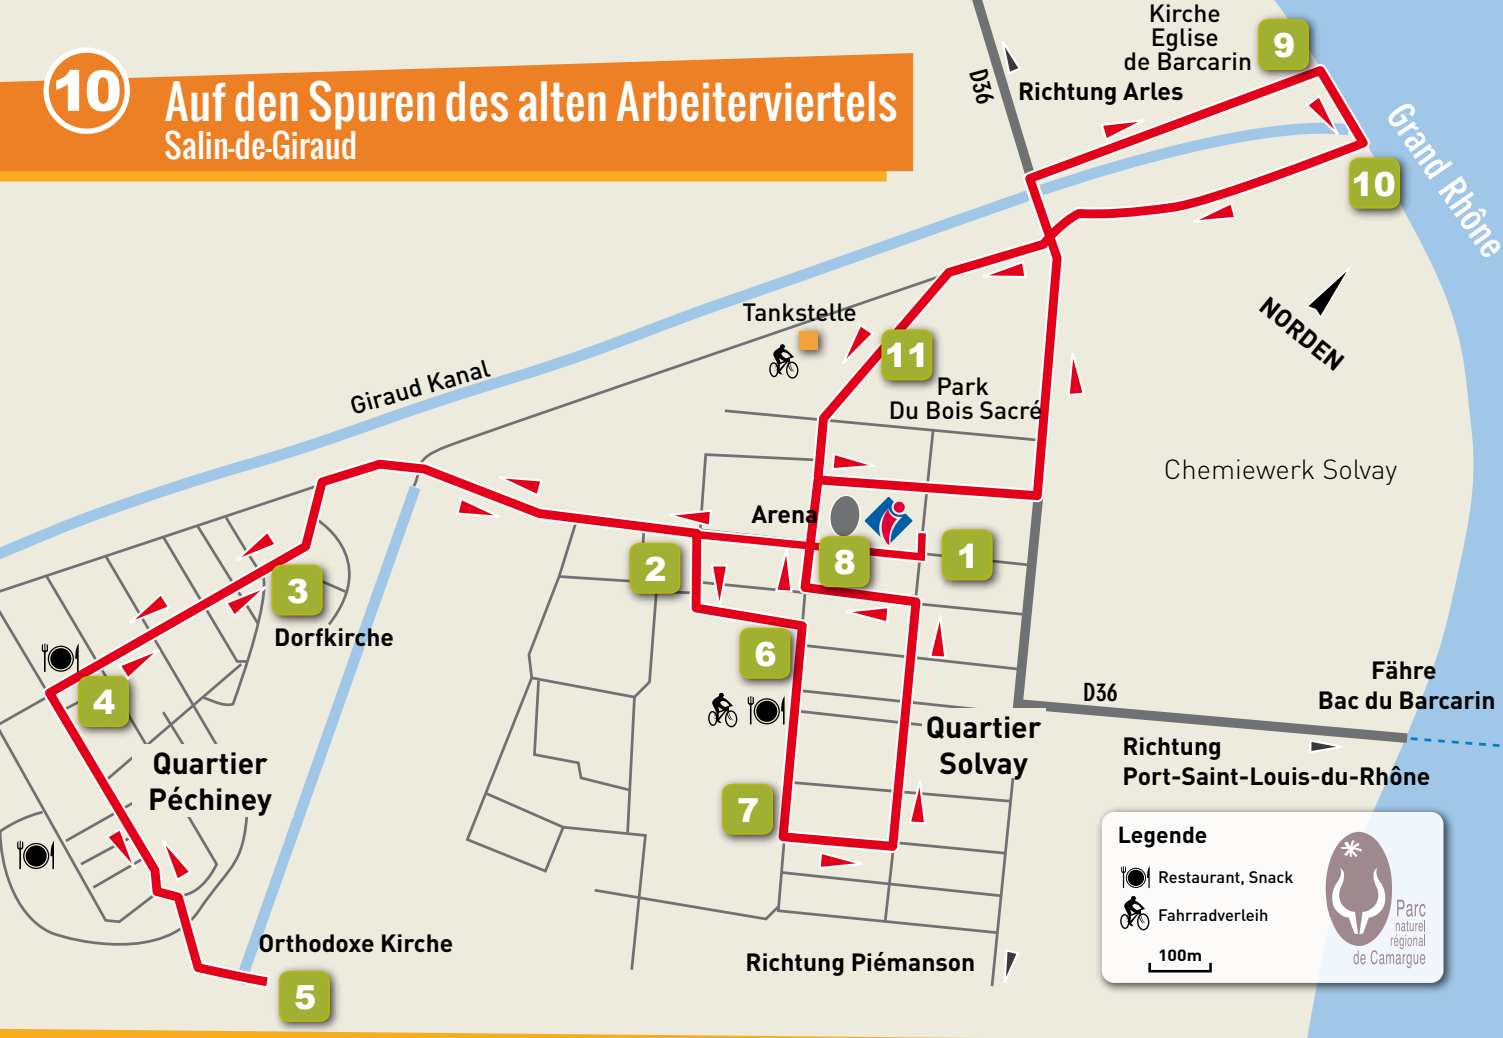 10
Auf den Spuren des alten Arbeiterviertels
Salin-de-Giraud
Kirche
Eglise
de Barcarin
9
D36
Richtung Arles
Grand Rhône
10
NORDEN
Tankstelle
11
Park
Du Bois Sacré
Giraud Kanal
Chemiewerk Solvay
Arena
1
2
8
3
Dorfkirche
6
4
Quartier
Péchiney
7
Quartier
Solvay
D36
Fähre
Bac du Barcarin
Richtung
Port-Saint-Louis-du-Rhône
Orthodoxe Kirche
5
Richtung Piémanson
Legende
Restaurant, Snack
Fahrradverleih
100m
Parc
naturel
régional
de Camargue